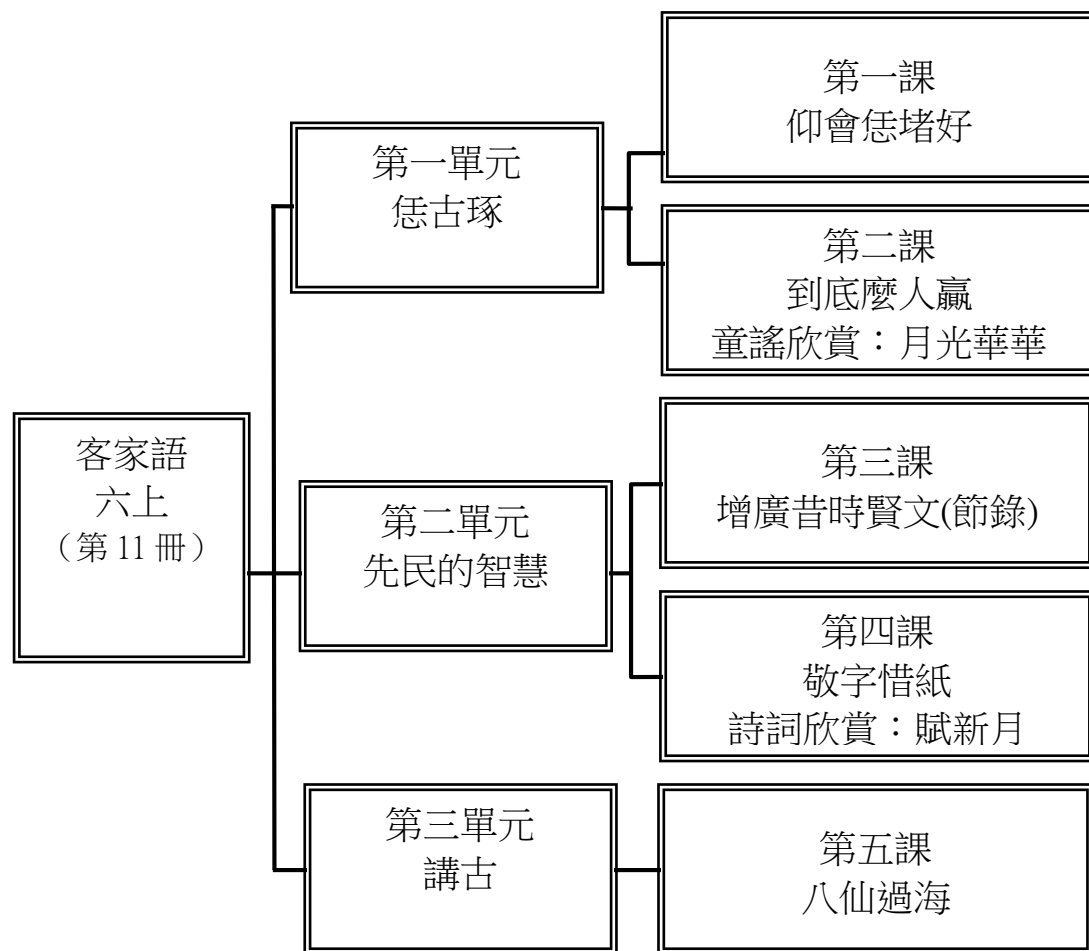 客家語
六上
（第 11 冊）
第一單元
恁古琢
第一課
仰會恁堵好
第二課
到底麼人贏
童謠欣賞：月光華華
第二單元
先民的智慧
第三課
增廣昔時賢文(節錄)
第四課
敬字惜紙
詩詞欣賞：賦新月
第三單元
講古
第五課
八仙過海